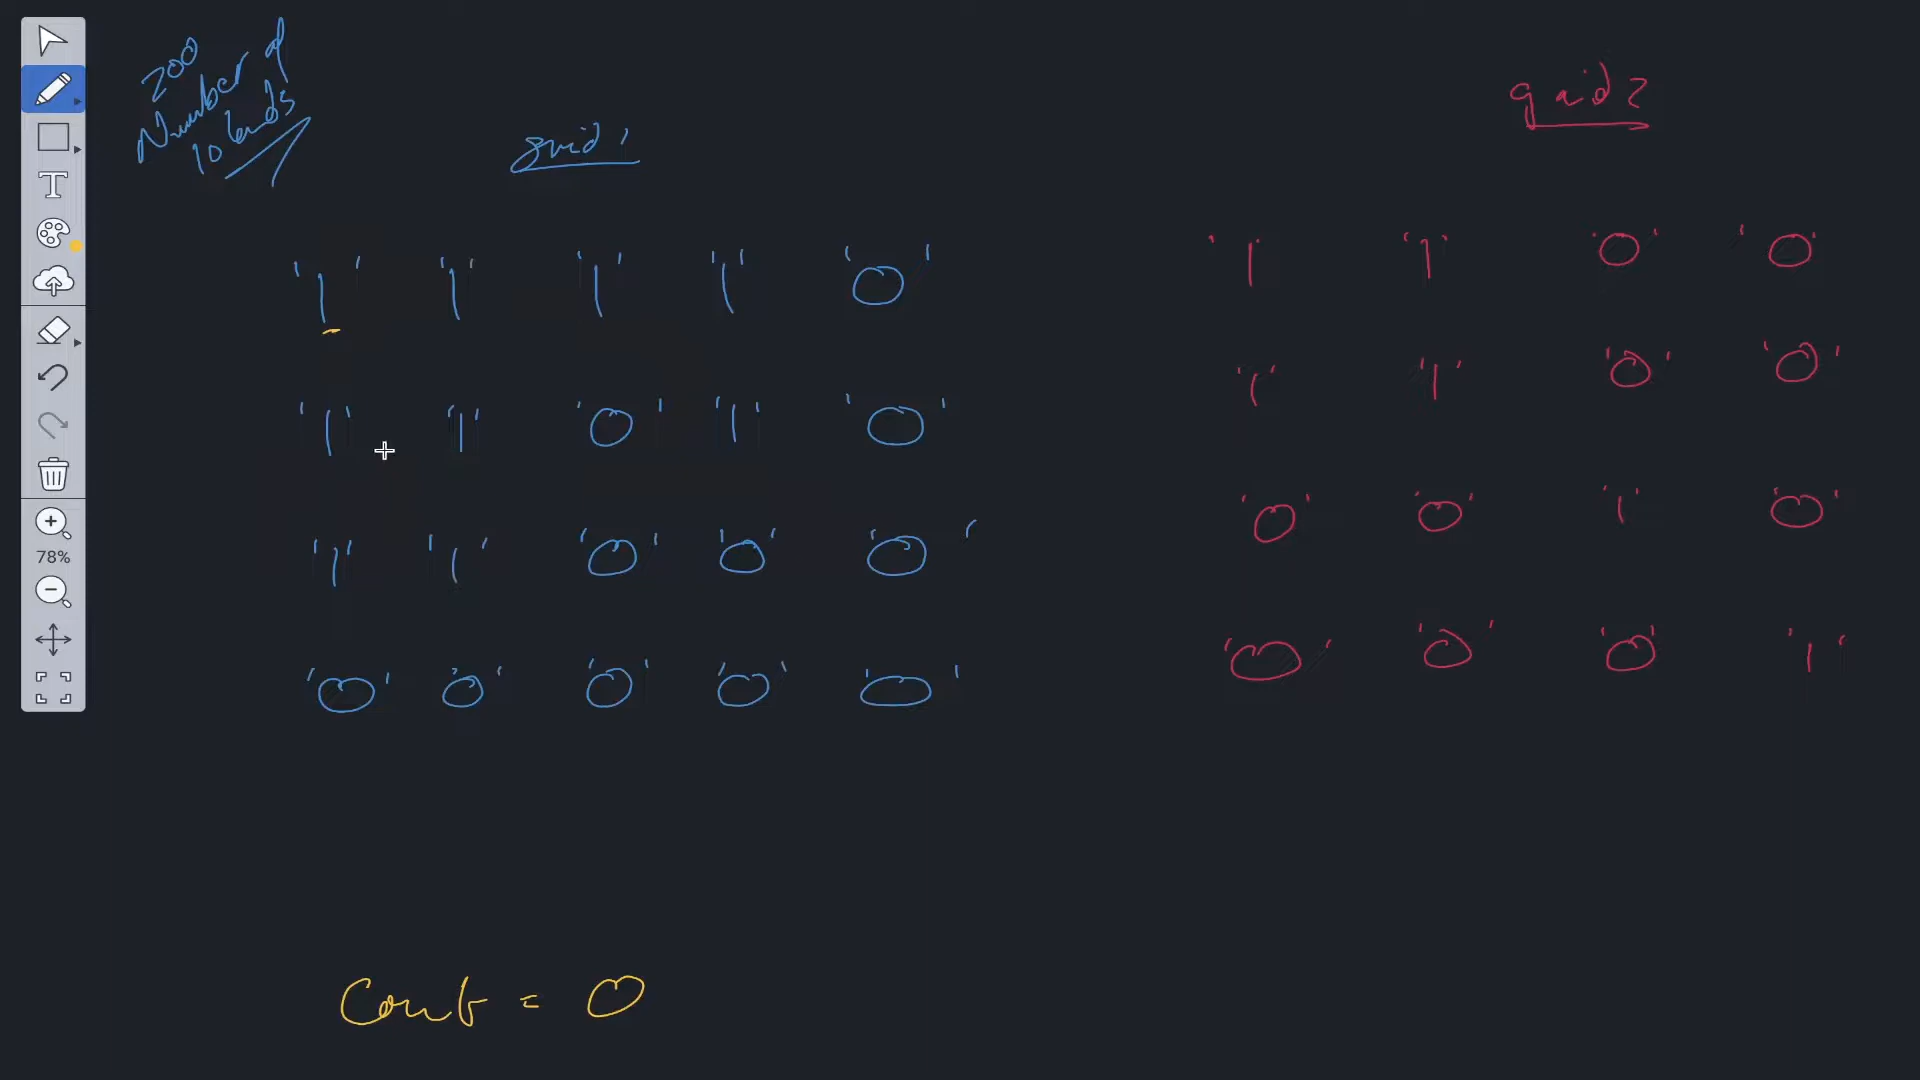 200
Number of
Islands
grid 1
'1' '1' '1' '1' '0'
'1' '1' '0' '1' '0'
'1' '1' '0' '0' '0'
'0' '0' '0' '0' '0'
grid 2
'1' '1' '0' '0'
'1' '1' '0' '0'
'0' '0' '1' '0'
'0' '0' '0' '1'
Count = 0
T
78%